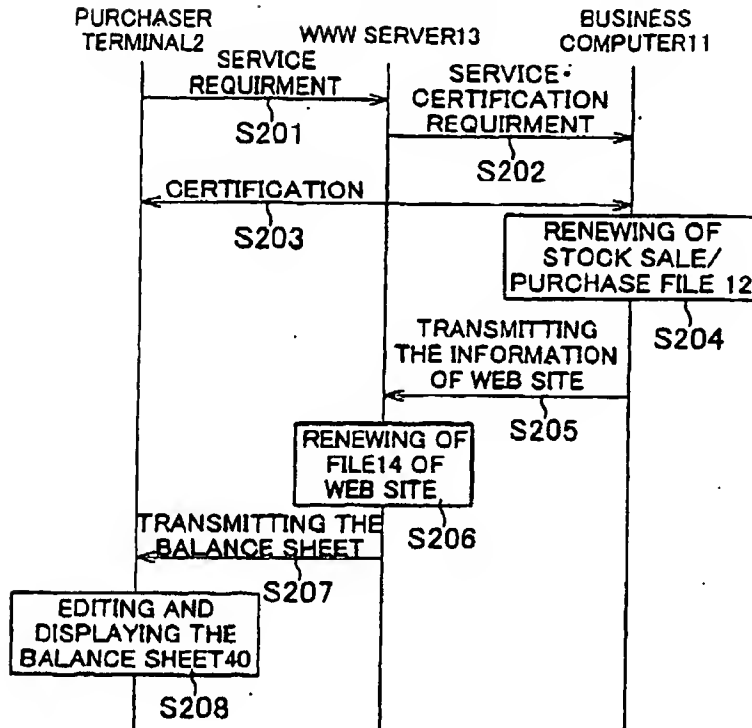 PURCHASER
TERMINAL2
WWW SERVER13
BUSINESS
COMPUTER11
SERVICE
REQUIRMENT
S201
SERVICE·
CERTIFICATION
REQUIRMENT
S202
CERTIFICATION
S203
RENEWING OF
STOCK SALE/
PURCHASE FILE 12
S204
TRANSMITTING
THE INFORMATION
OF WEB SITE
S205
RENEWING OF
FILE14 OF
WEB SITE
S206
TRANSMITTING THE
BALANCE SHEET
S207
EDITING AND
DISPLAYING THE
BALANCE SHEET40
S208